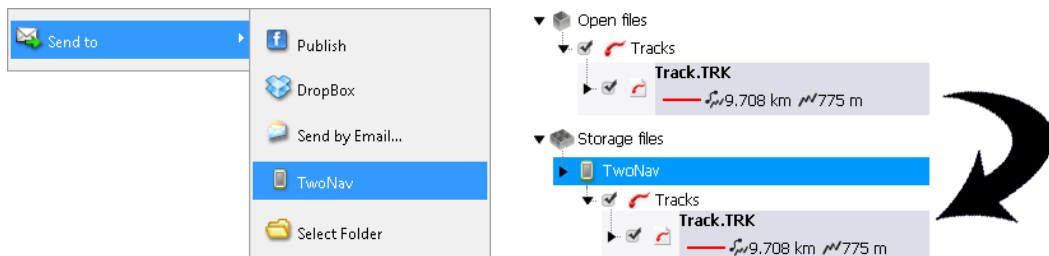 Send to
Publish
DropBox
Send by Email...
TwoNav
Select Folder
Open files
Tracks
Track.TRK
9.708 km 775 m
Storage files
TwoNav
Tracks
Track.TRK
9.708 km 775 m